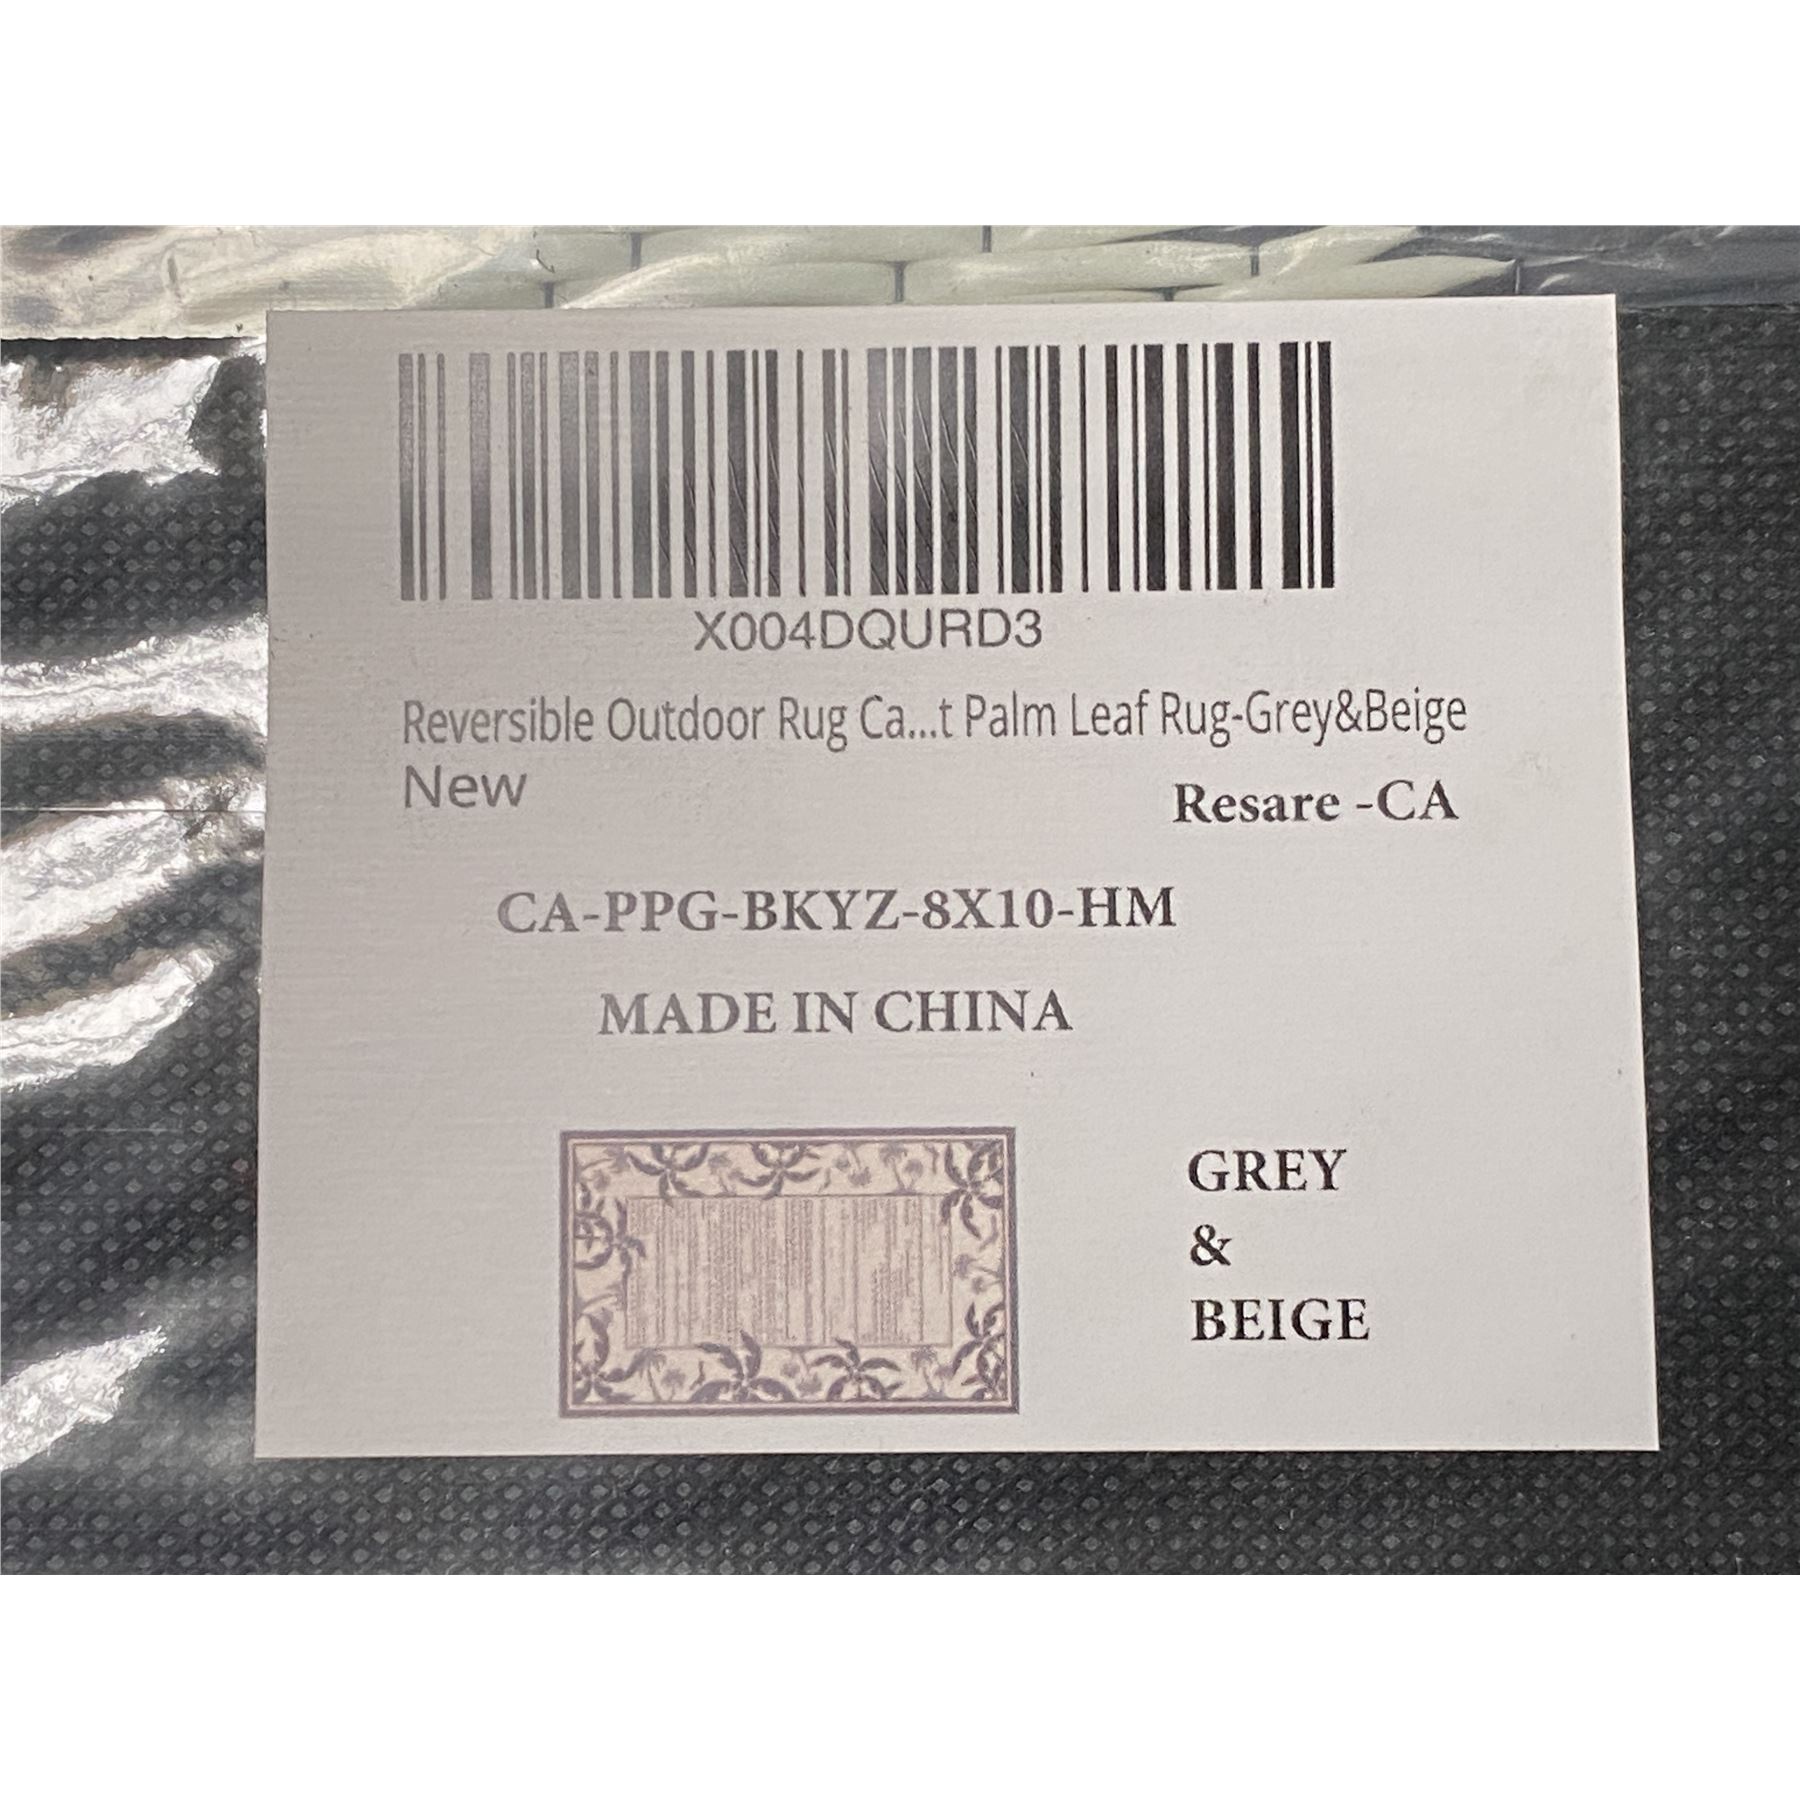 X004DQURD3
Reversible Outdoor Rug Ca...t Palm Leaf Rug-Grey&Beige
New
Resare -CA
CA-PPG-BKYZ-8X10-HM
MADE IN CHINA
GREY
&
BEIGE